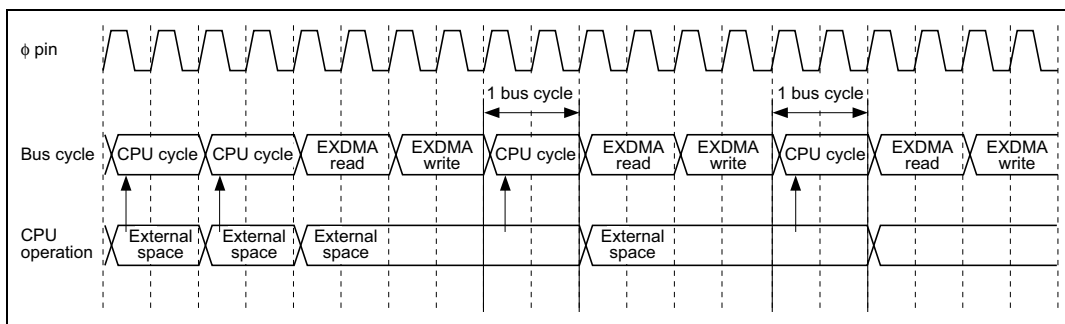 φ pin
1 bus cycle 1 bus cycle
Bus cycle CPU cycle CPU cycle EXDMA read EXDMA write CPU cycle EXDMA read EXDMA write CPU cycle EXDMA read EXDMA write
CPU operation External space External space External space External space